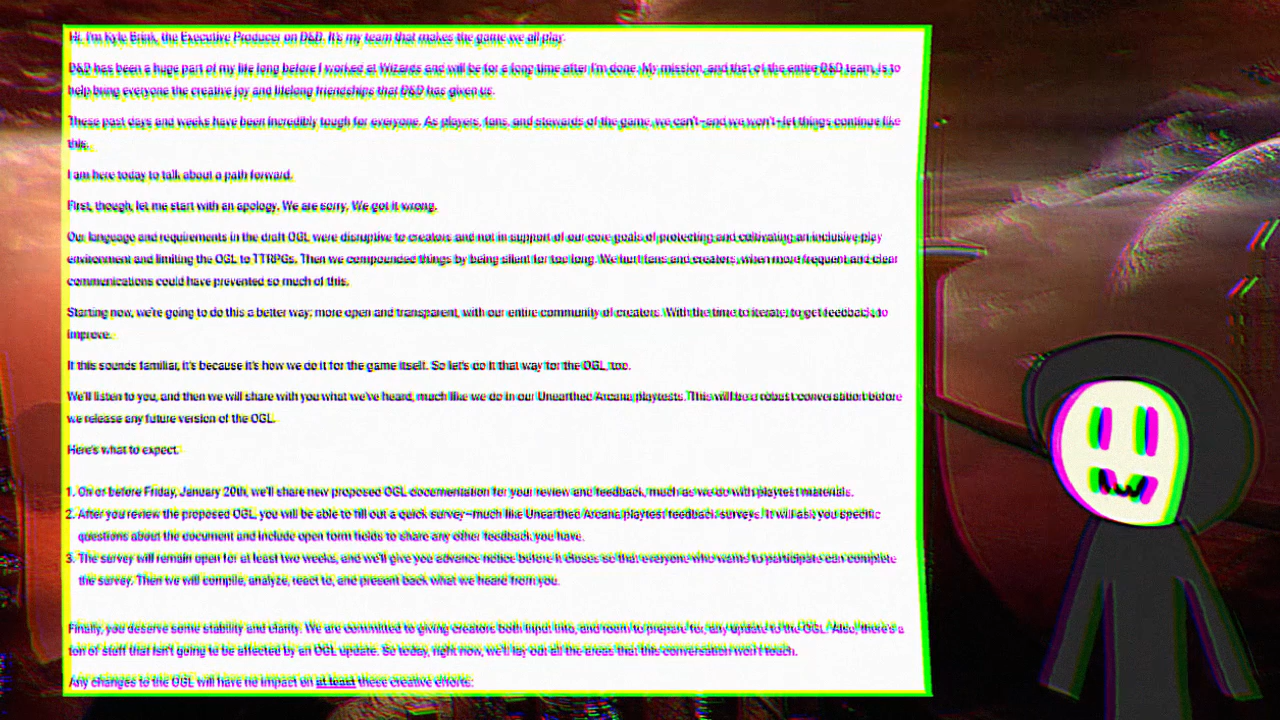 Hi. I'm Kyle Brink, the Executive Producer on D&D. It's my team that makes the game we all play.
D&D has been a huge part of my life long before I worked at Wizards and will be for a long time after I'm done. My mission, and that of the entire D&D team, is to
help bring everyone the creative joy and lifelong friendships that D&D has given us.
These past days and weeks have been incredibly tough for everyone. As players, fans, and stewards of the game, we can't–and we won't–let things continue like
this.
I am here today to talk about a path forward.
First, though, let me start with an apology. We are sorry. We got it wrong.
Our language and requirements in the draft OGL were disruptive to creators and not in support of our core goals of protecting and cultivating an inclusive play
environment and limiting the OGL to TTRPGs. Then we compounded things by being silent for too long. We hurt fans and creators, when more frequent and clear
communications could have prevented so much of this.
Starting now, we're going to do this a better way: more open and transparent, with our entire community of creators. With the time to iterate, to get feedback, to
improve.
If this sounds familiar, it's because it's how we do it for the game itself. So let's do it that way for the OGL, too.
We'll listen to you, and then we will share with you what we've heard, much like we do in our Unearthed Arcana playtests. This will be a robust conversation before
we release any future version of the OGL.
Here's what to expect.
1. On or before Friday, January 20th, we'll share new proposed OGL documentation for your review and feedback, much as we do with playtest materials.
2. After you review the proposed OGL, you will be able to fill out a quick survey–much like Unearthed Arcana playtest feedback surveys. It will ask you specific
questions about the document and include open form fields to share any other feedback you have.
3. The survey will remain open for at least two weeks, and we'll give you advance notice before it closes so that everyone who wants to participate can complete
the survey. Then we will compile, analyze, react to, and present back what we heard from you.
Finally, you deserve some stability and clarity. We are committed to giving creators both input into, and room to prepare for, any update to the OGL. Also, there's a
ton of stuff that isn't going to be affected by an OGL update. So today, right now, we'll lay out all the areas that this conversation won't touch.
Any changes to the OGL will have no impact on at least these creative efforts: